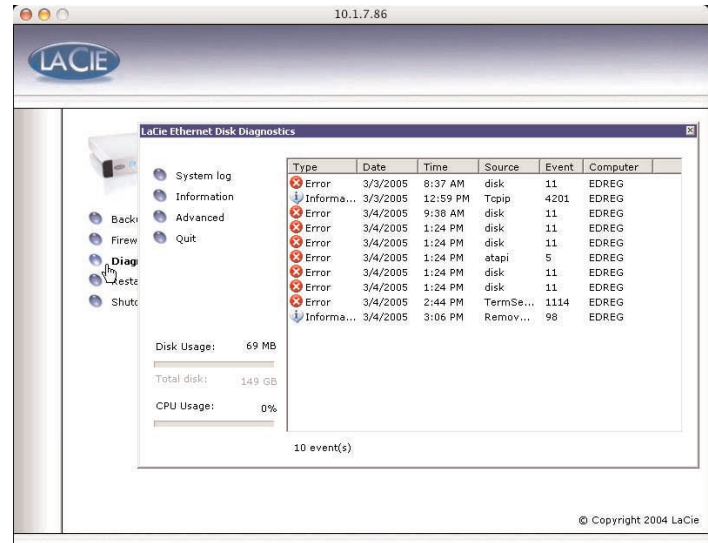 10.1.7.86
LACIE
LaCie Ethernet Disk Diagnostics
System log
Information
Advanced
Quit
Back
Firew
Diag
Resta
Shutd
Type Date Time Source Event Computer
Error 3/3/2005 8:37 AM disk 11 EDREG
Informa... 3/3/2005 12:59 PM Tcpip 4201 EDREG
Error 3/4/2005 9:38 AM disk 11 EDREG
Error 3/4/2005 1:24 PM disk 11 EDREG
Error 3/4/2005 1:24 PM disk 11 EDREG
Error 3/4/2005 1:24 PM atapi 5 EDREG
Error 3/4/2005 1:24 PM disk 11 EDREG
Error 3/4/2005 1:24 PM disk 11 EDREG
Error 3/4/2005 2:44 PM TermSe... 1114 EDREG
Informa... 3/4/2005 3:06 PM Remov... 98 EDREG
Disk Usage: 69 MB
Total disk: 149 GB
CPU Usage: 0%
10 event(s)
© Copyright 2004 LaCie